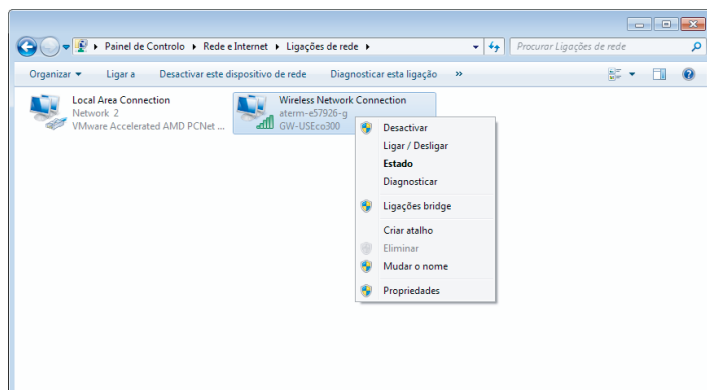 Painel de Controlo ▸ Rede e Internet ▸ Ligações de rede ▸
Procurar Ligações de rede
Organizar Ligar a Desactivar este dispositivo de rede Diagnosticar esta ligação »
Local Area Connection
Network 2
VMware Accelerated AMD PCNet ...
Wireless Network Connection
aterm-e57926-g
GW-USEco300
Desactivar
Ligar / Desligar
Estado
Diagnosticar
Ligações bridge
Criar atalho
Eliminar
Mudar o nome
Propriedades